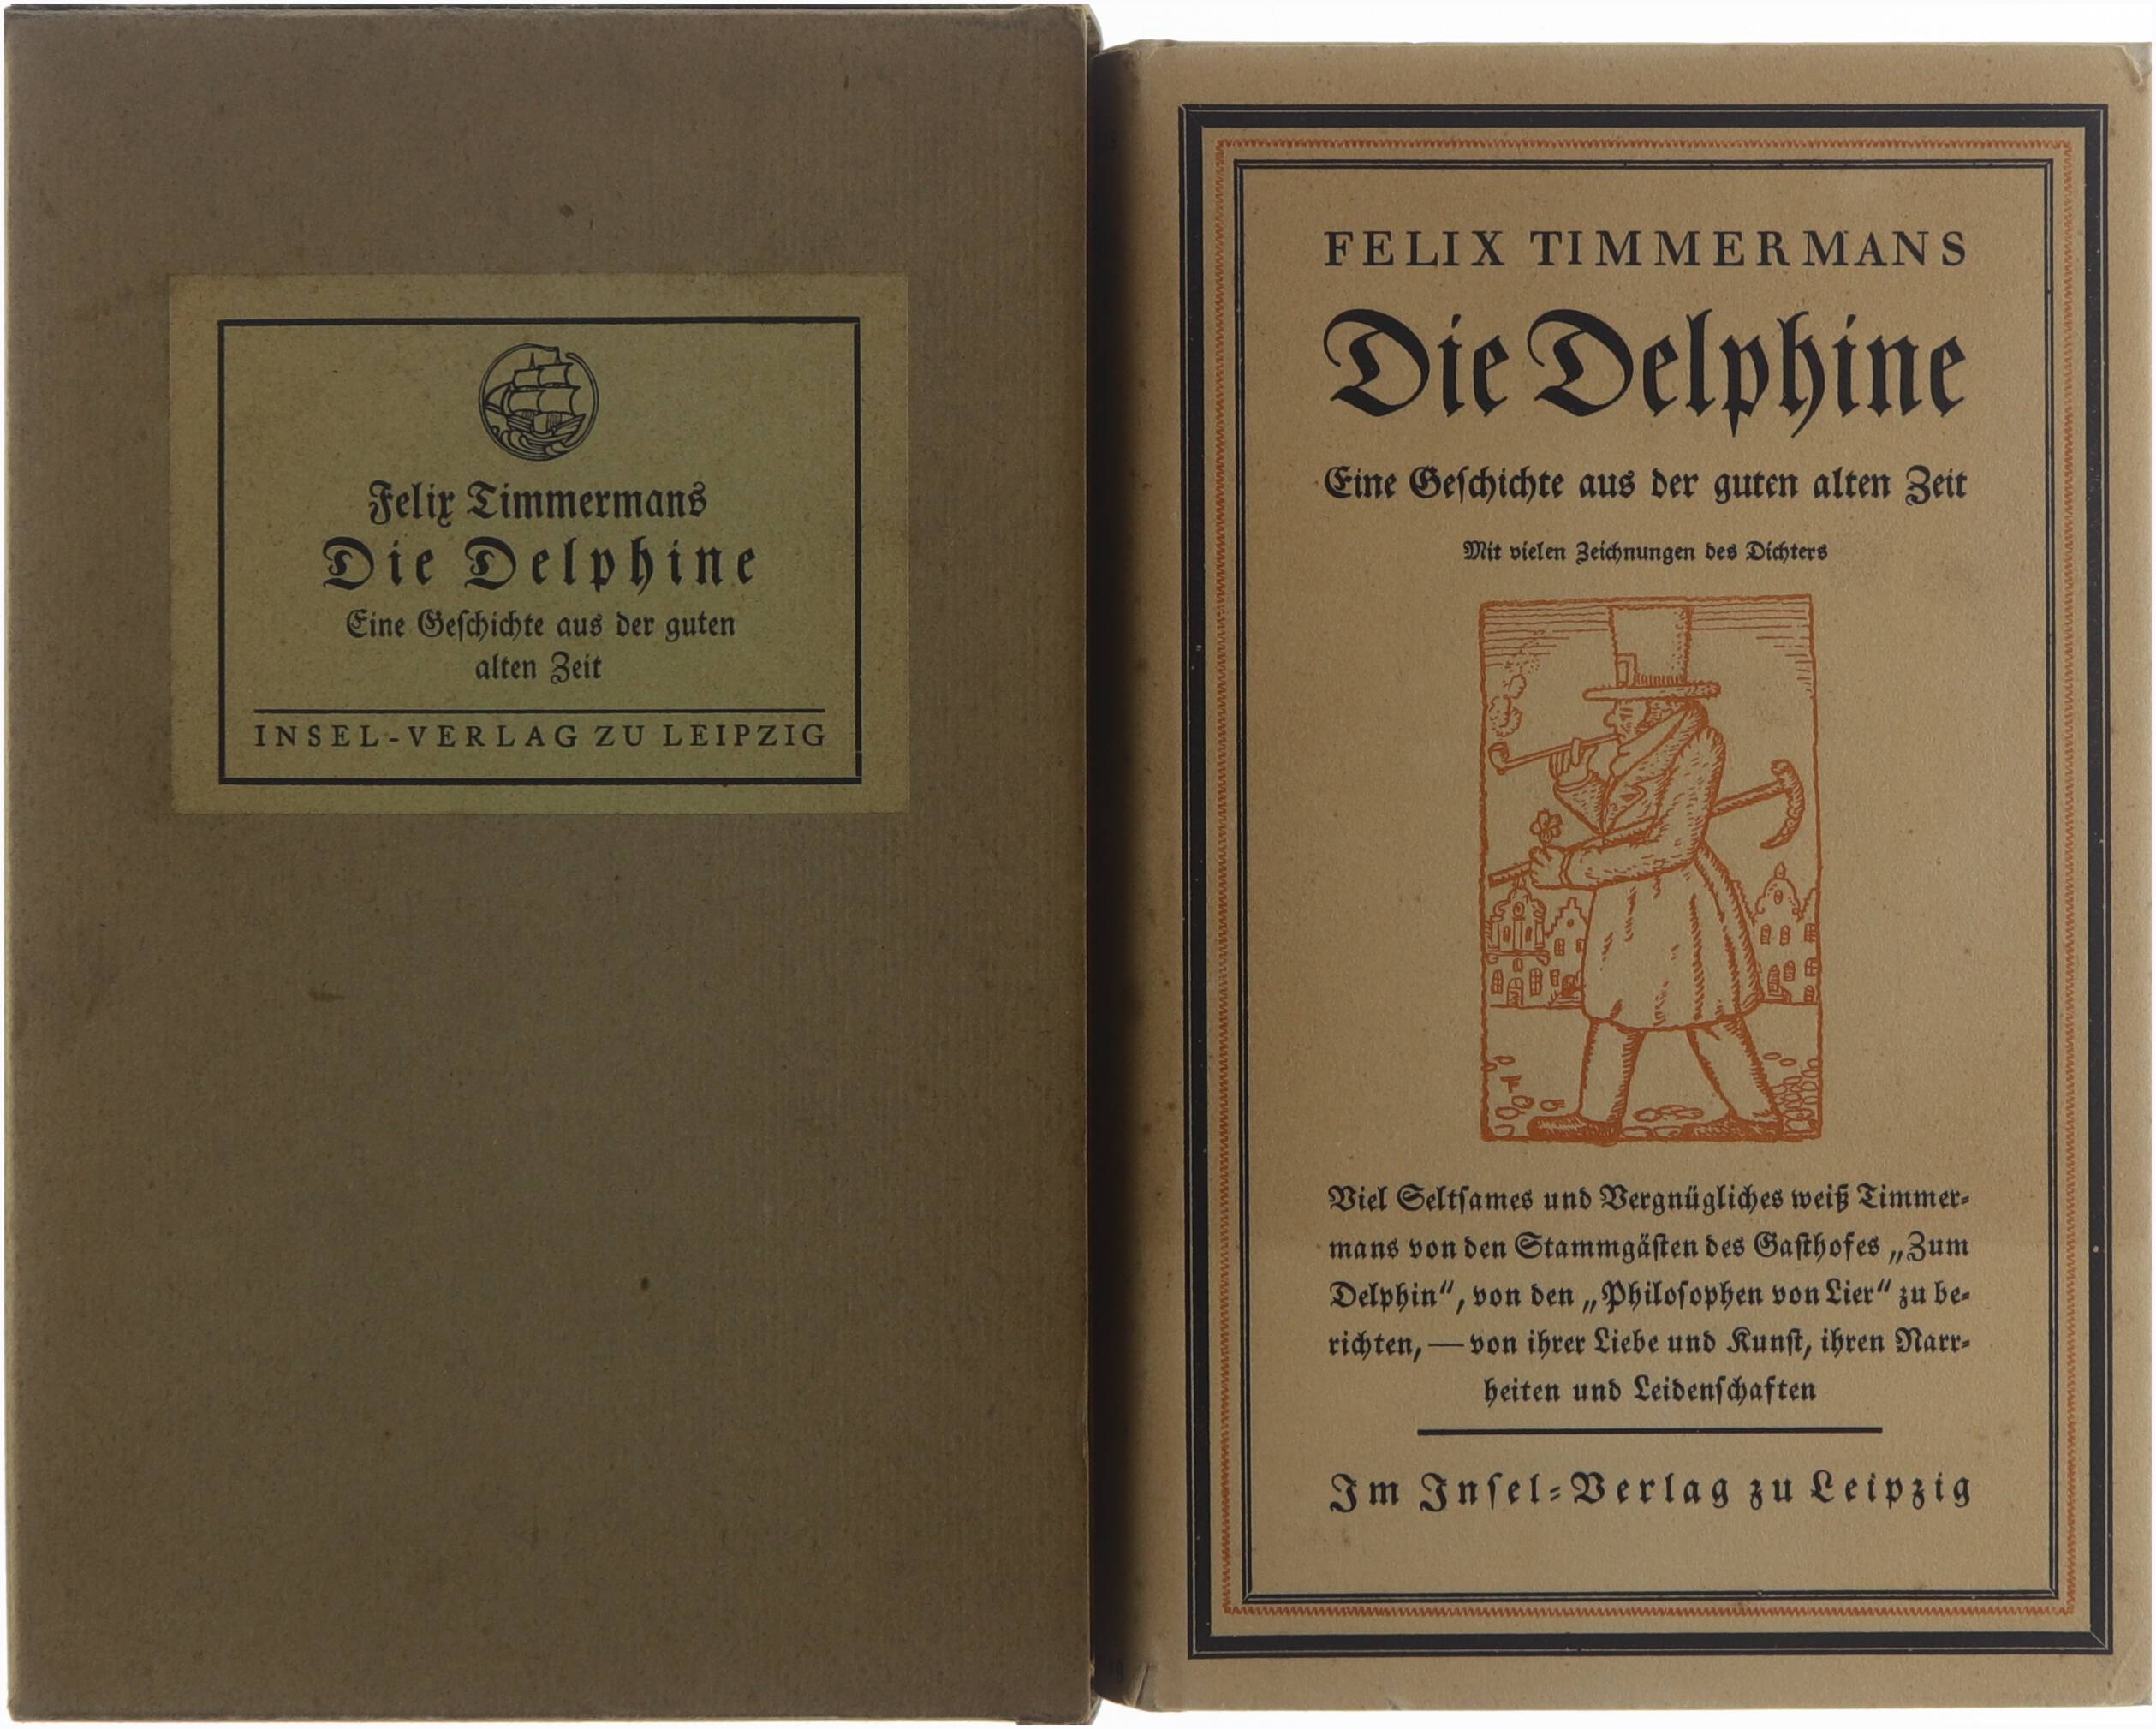 Felix Timmermans
Die Delphine
Eine Geschichte aus der guten
alten Zeit
INSEL-VERLAG ZU LEIPZIG
FELIX TIMMERMANS
Die Delphine
Eine Geschichte aus der guten alten Zeit
Mit vielen Zeichnungen des Dichters
Viel Seltsames und Vergnügliches weiß Timmer-
mans von den Stammgästen des Gasthofes „Zum
Delphin“, von den „Philosophen von Lier“ zu be-
richten, — von ihrer Liebe und Kunst, ihren Narr-
heiten und Leidenschaften
Im Insel-Verlag zu Leipzig